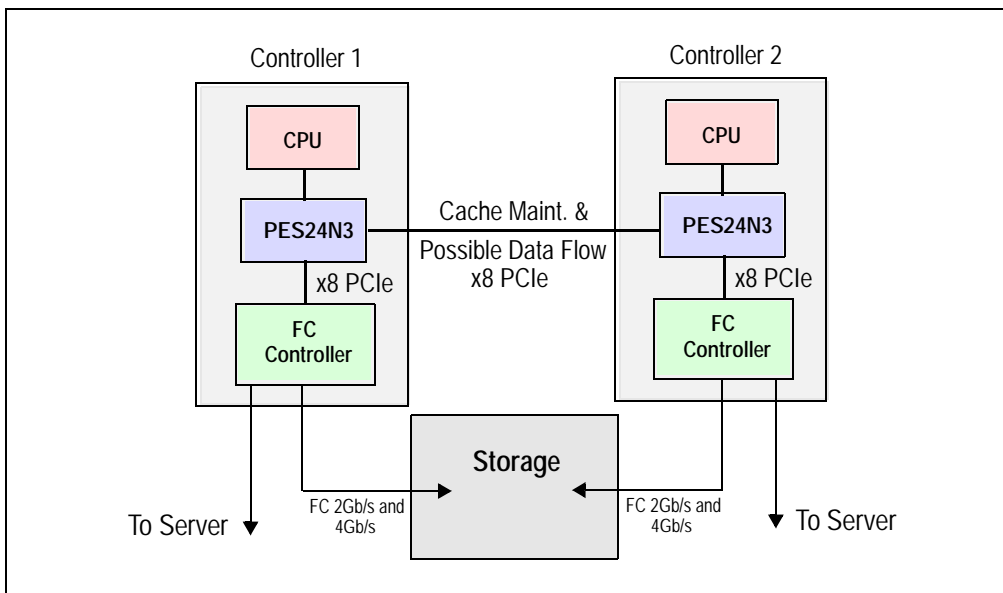 Controller 1
Controller 2
CPU
CPU
PES24N3
Cache Maint. &
Possible Data Flow
x8 PCIe
PES24N3
x8 PCIe
x8 PCIe
FC
Controller
FC
Controller
Storage
FC 2Gb/s and
4Gb/s
FC 2Gb/s and
4Gb/s
To Server
To Server